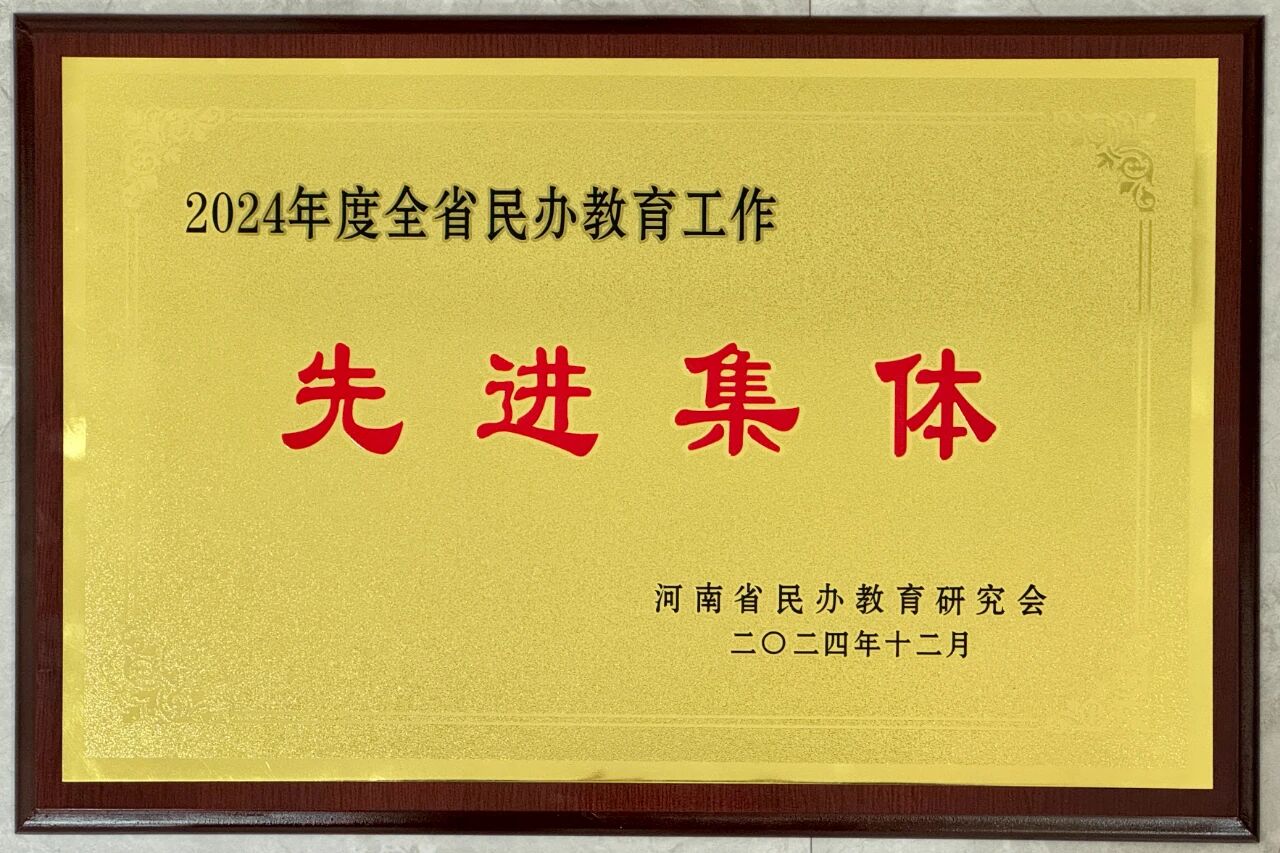 2024年度全省民办教育工作
先进集体
河南省民办教育研究会
二〇二四年十二月